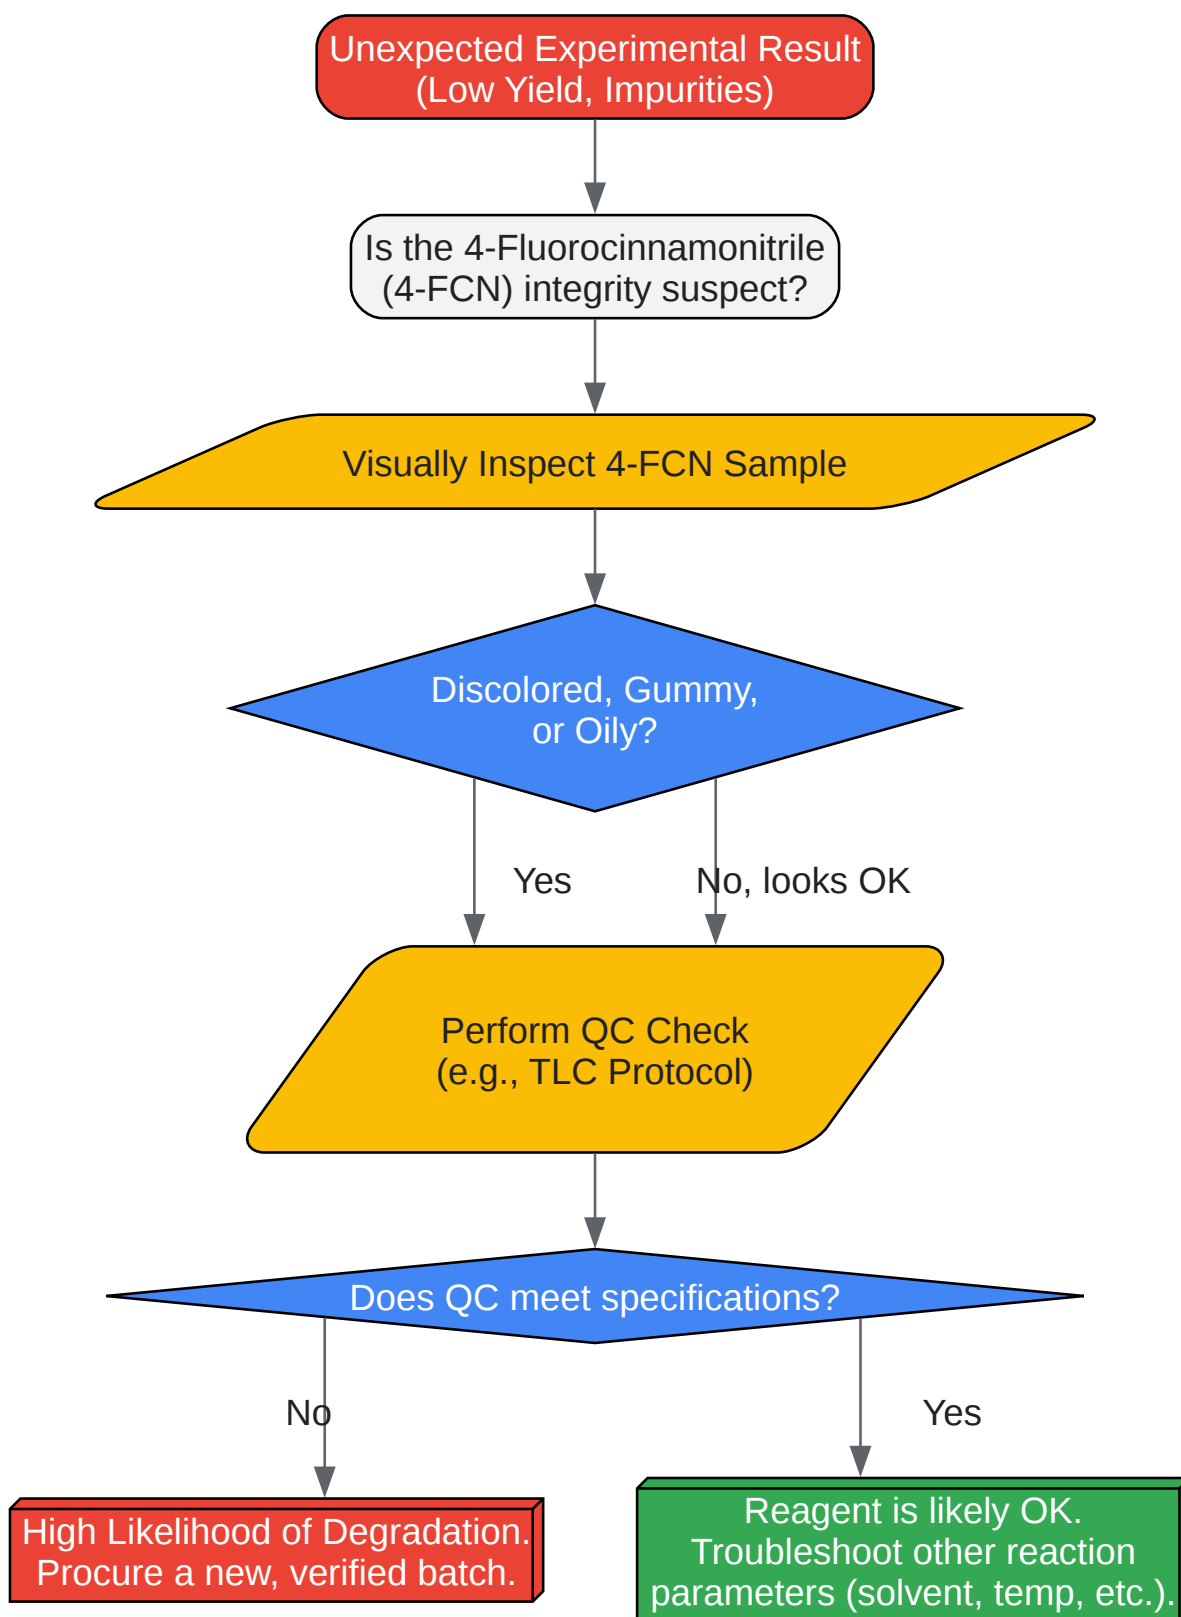 Unexpected Experimental Result
(Low Yield, Impurities)
Is the 4-Fluorocinnamonitrile
(4-FCN) integrity suspect?
Visually Inspect 4-FCN Sample
Discolored, Gummy,
or Oily?
Yes
No, looks OK
Perform QC Check
(e.g., TLC Protocol)
Does QC meet specifications?
No
Yes
High Likelihood of Degradation.
Procure a new, verified batch.
Reagent is likely OK.
Troubleshoot other reaction
parameters (solvent, temp, etc.).